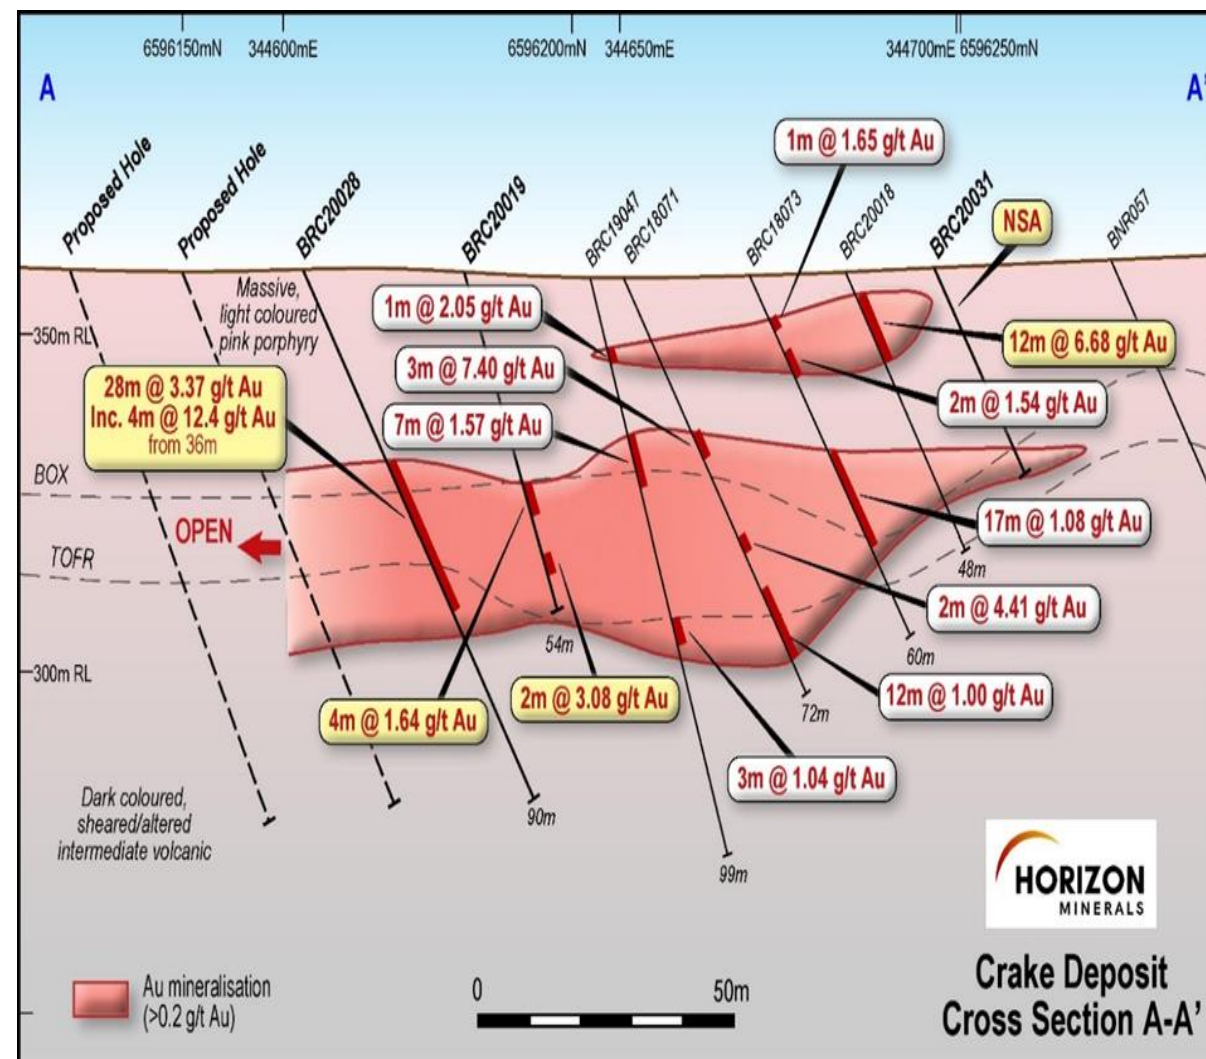 6596150mN 344600mE 6596200mN 344650mE 344700mE 6596250mN
A A'
Proposed Hole
Proposed Hole
BRC20028
BRC20019
BRC19047
BRC18071
BRC18073
BRC20018
BRC20031
BNR057
1m @ 1.65 g/t Au
NSA
Massive,
light coloured
pink porphyry
1m @ 2.05 g/t Au
350m RL
12m @ 6.68 g/t Au
3m @ 7.40 g/t Au
28m @ 3.37 g/t Au
Inc. 4m @ 12.4 g/t Au
from 36m
2m @ 1.54 g/t Au
7m @ 1.57 g/t Au
BOX
17m @ 1.08 g/t Au
OPEN
TOFR
48m
2m @ 4.41 g/t Au
54m
60m
300m RL
2m @ 3.08 g/t Au
12m @ 1.00 g/t Au
4m @ 1.64 g/t Au
72m
3m @ 1.04 g/t Au
Dark coloured,
sheared/altered
intermediate volcanic
90m
99m
HORIZON
MINERALS
Crake Deposit
Cross Section A-A'
Au mineralisation
(>0.2 g/t Au)
0 50m